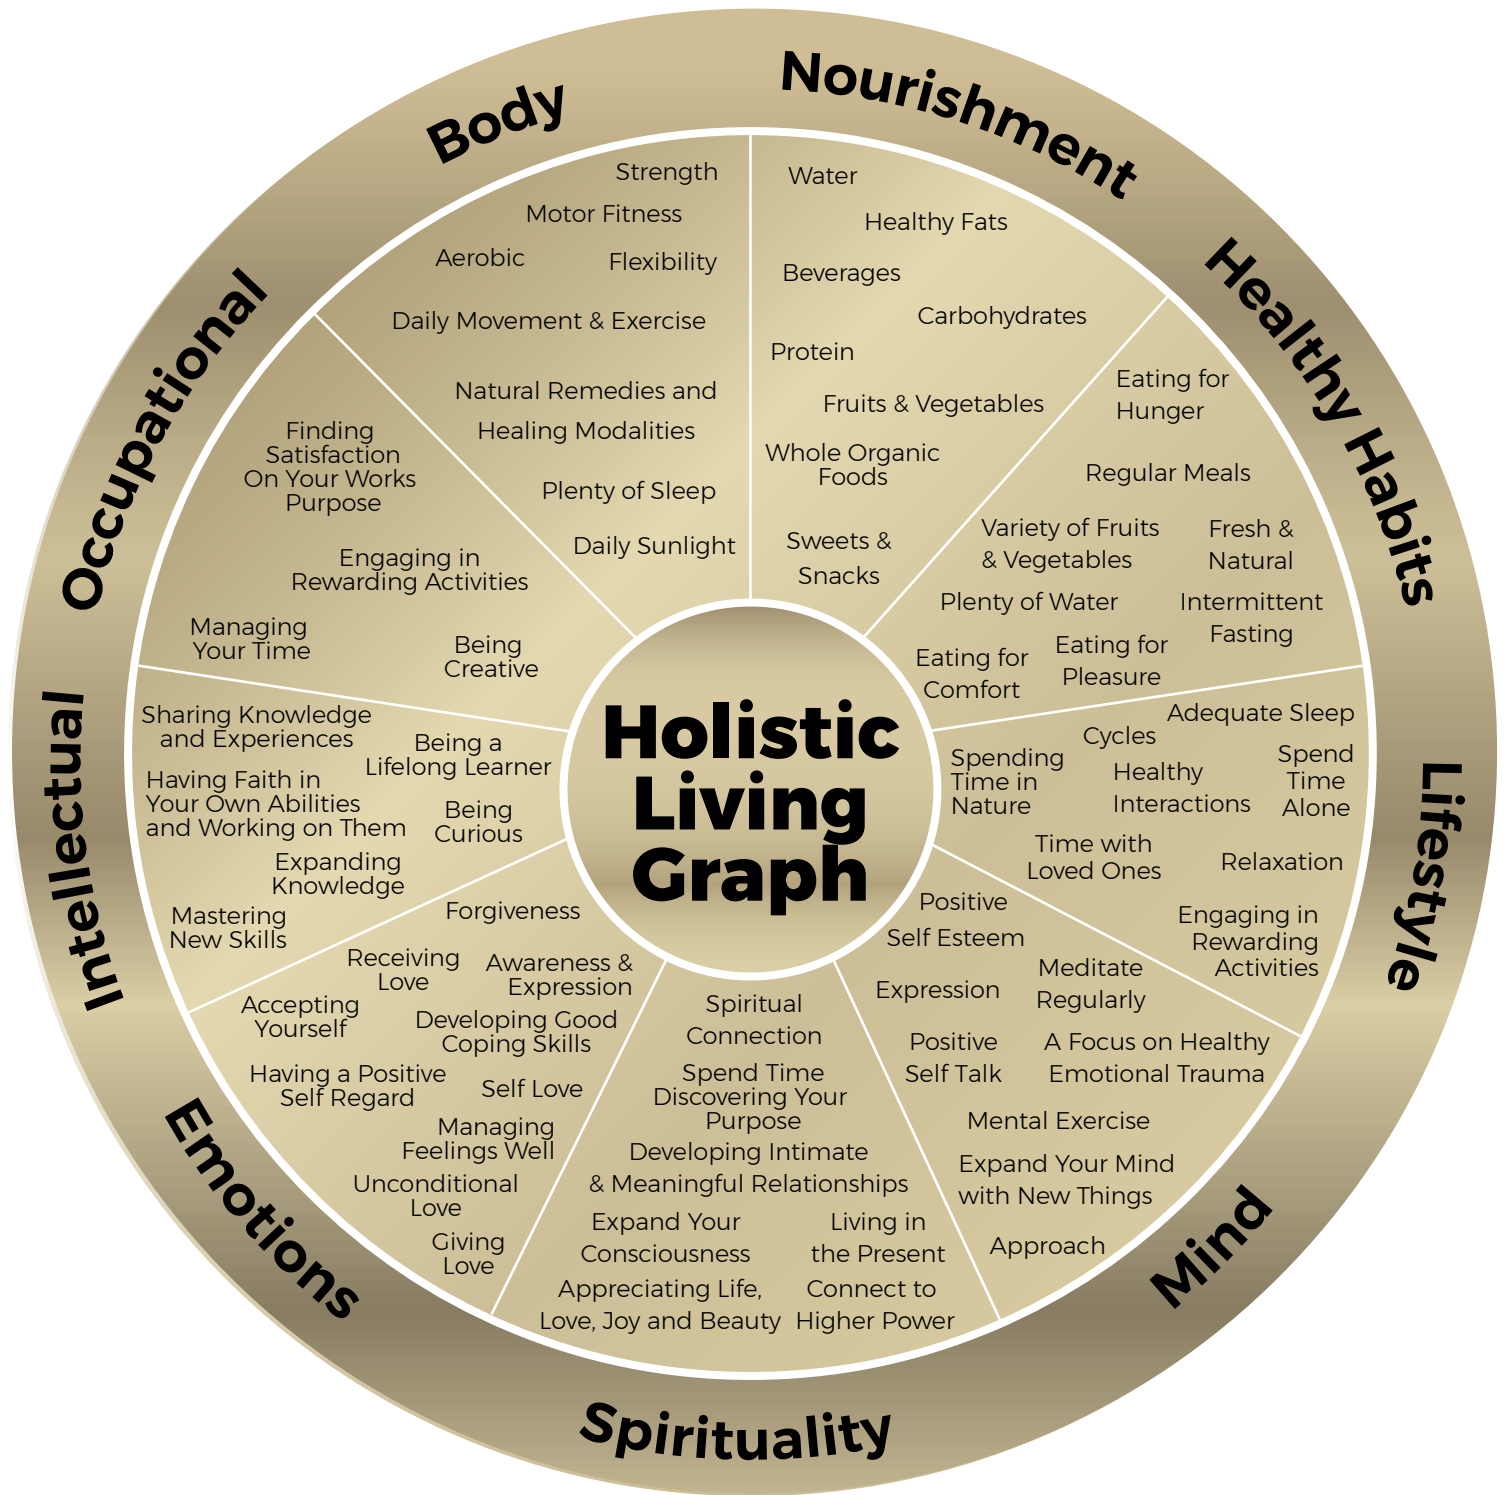 Holistic
Living
Graph
Nourishment
Water
Healthy Fats
Beverages
Carbohydrates
Protein
Fruits & Vegetables
Whole Organic
Foods
Sweets &
Snacks
Healthy Habits
Eating for
Hunger
Regular Meals
Variety of Fruits
& Vegetables
Fresh &
Natural
Plenty of Water
Intermittent
Fasting
Eating for
Comfort
Eating for
Pleasure
Lifestyle
Adequate Sleep
Cycles
Spending
Time in
Nature
Healthy
Interactions
Spend
Time
Alone
Time with
Loved Ones
Relaxation
Engaging in
Rewarding
Activities
Mind
Positive
Self Esteem
Expression
Meditate
Regularly
Positive
Self Talk
A Focus on Healthy
Emotional Trauma
Mental Exercise
Expand Your Mind
with New Things
Approach
Spirituality
Spiritual
Connection
Spend Time
Discovering Your
Purpose
Developing Intimate
& Meaningful Relationships
Expand Your
Consciousness
Living in
the Present
Appreciating Life,
Love, Joy and Beauty
Connect to
Higher Power
Emotions
Forgiveness
Receiving
Love
Awareness &
Expression
Accepting
Yourself
Developing Good
Coping Skills
Having a Positive
Self Regard
Self Love
Managing
Feelings Well
Unconditional
Love
Giving
Love
Intellectual
Sharing Knowledge
and Experiences
Being a
Lifelong Learner
Having Faith in
Your Own Abilities
and Working on Them
Being
Curious
Expanding
Knowledge
Mastering
New Skills
Occupational
Finding
Satisfaction
On Your Works
Purpose
Engaging in
Rewarding Activities
Managing
Your Time
Being
Creative
Body
Strength
Motor Fitness
Aerobic
Flexibility
Daily Movement & Exercise
Natural Remedies and
Healing Modalities
Plenty of Sleep
Daily Sunlight